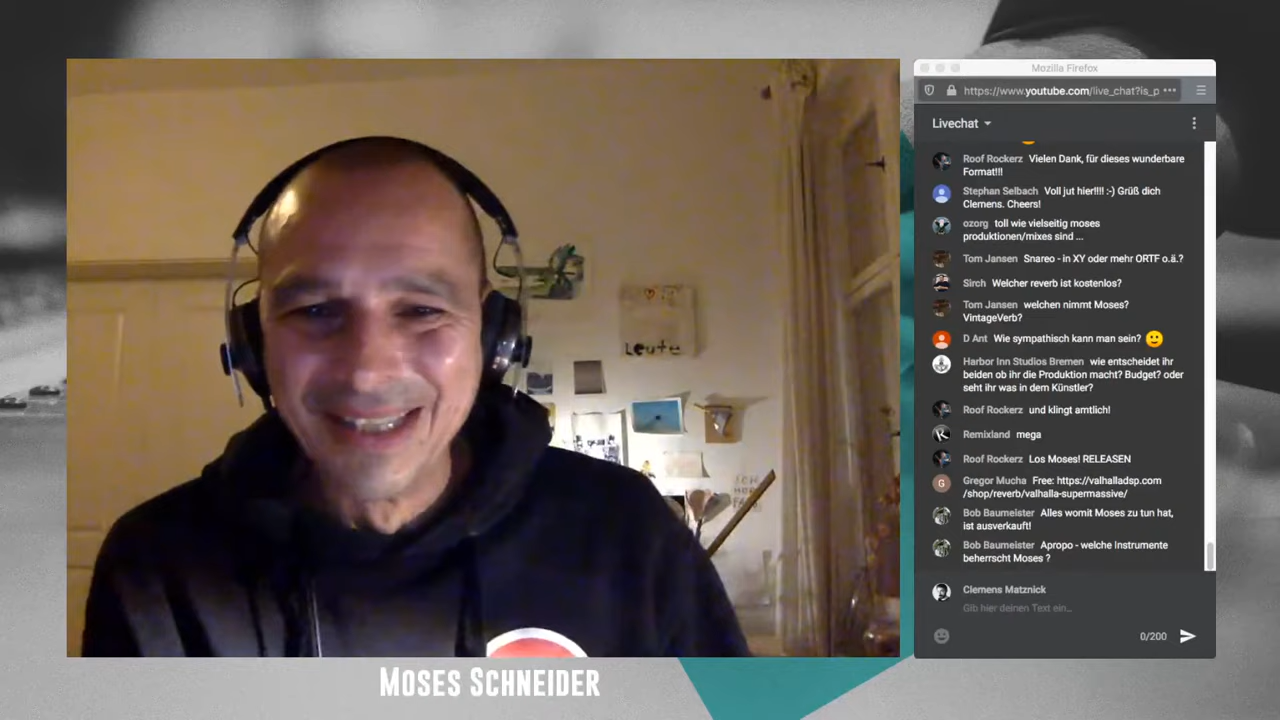 Mozilla Firefox
https://www.youtube.com/live_chat?is_p
Livechat
Roof Rockerz Vielen Dank, für dieses wunderbare
Format!!!
Stephan Selbach Voll jut hier!!!! :-) Grüß dich
Clemens. Cheers!
ozorg toll wie vielseitig moses
produktionen/mixes sind ...
Tom Jansen Snareo - in XY oder mehr ORTF o.ä.?
Sirch Welcher reverb ist kostenlos?
Tom Jansen welchen nimmt Moses?
VintageVerb?
D Ant Wie sympathisch kann man sein? 🙂
Harbor Inn Studios Bremen wie entscheidet ihr
beiden ob ihr die Produktion macht? Budget? oder
seht ihr was in dem Künstler?
Roof Rockerz und klingt amtlich!
Remixland mega
Roof Rockerz Los Moses! RELEASEN
G
Gregor Mucha Free: https://valhalladsp.com
/shop/reverb/valhalla-supermassive/
Bob Baumeister Alles womit Moses zu tun hat,
ist ausverkauft!
Bob Baumeister Apropo - welche Instrumente
beherrscht Moses ?
Clemens Matznick
Gib hier deinen Text ein...
0/200
Leute
MOSES SCHNEIDER